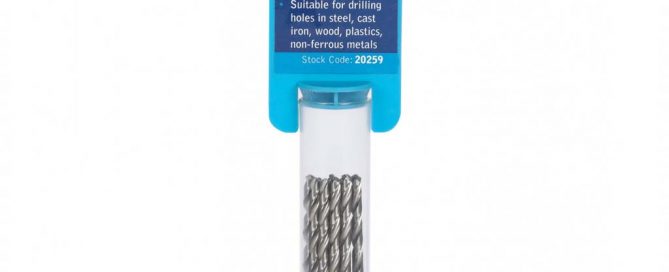 • Suitable for drilling
holes in steel, cast
iron, wood, plastics,
non-ferrous metals
Stock Code: 20259